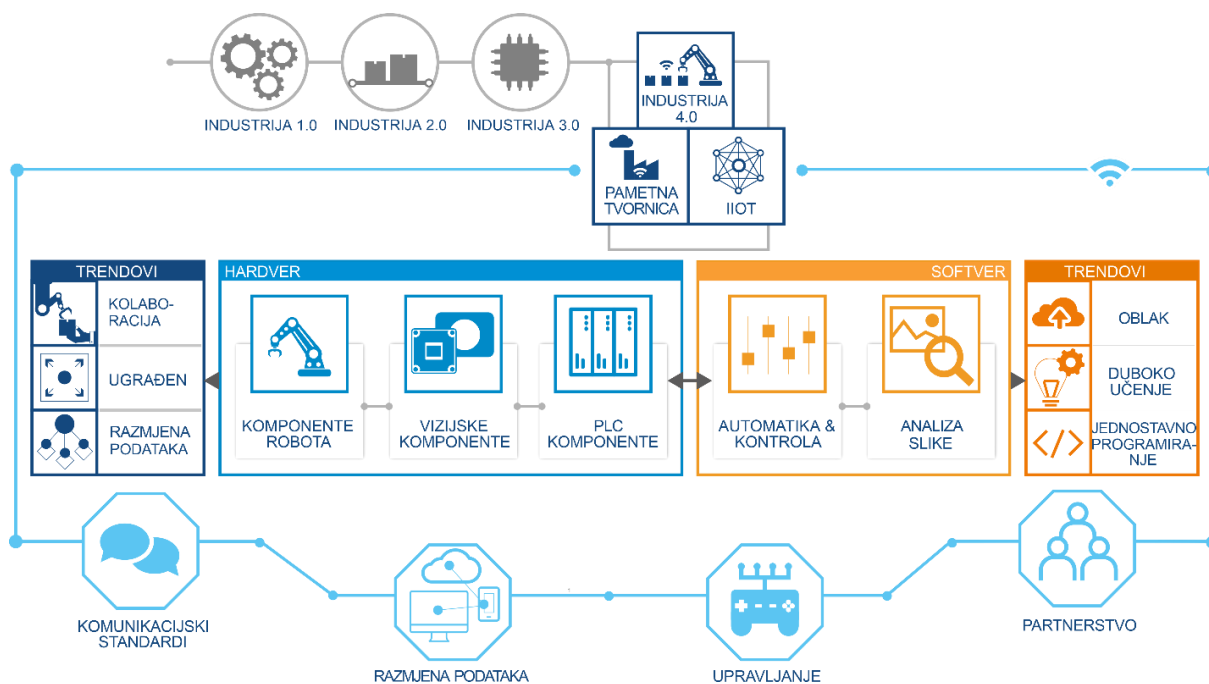 INDUSTRIJA 1.0
INDUSTRIJA 2.0
INDUSTRIJA 3.0
INDUSTRIJA
4.0
PAMETNA
TVORNICA
IIOT
TRENDOVI
KOLABO-
RACIJA
UGRAĐEN
RAZMJENA
PODATAKA
HARDVER
KOMPONENTE
ROBOTA
VIZIJSKE
KOMPONENTE
PLC
KOMPONENTE
SOFTVER
AUTOMATIKA &
KONTROLA
ANALIZA
SLIKE
TRENDOVI
OBLAK
DUBOKO
UČENJE
</>
JEDNOSTAVNO
PROGRAMIRA-
NJE
KOMUNIKACIJSKI
STANDARDI
RAZMJENA PODATAKA
UPRAVLJANJE
PARTNERSTVO